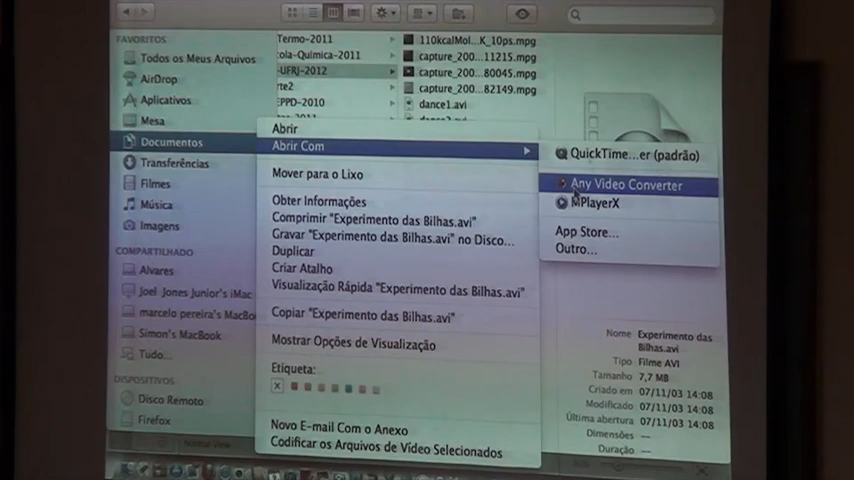 FAVORITOS
Todos os Meus Arquivos
AirDrop
Aplicativos
Mesa
Documentos
Transferências
Filmes
Música
Imagens
COMPARTILHADO
Alvares
Joel Jones Junior's iMac
marcelo pereira's MacBo
Simon's MacBook
Tudo...
DISPOSITIVOS
Disco Remoto
Firefox
Termo-2011
ola-Química-2011
-UFRJ-2012
rte2
EPPD-2010
110kcalMol...K_10ps.mpg
capture_200...11215.mpg
capture_200...80045.mpg
capture_200...82149.mpg
dance1.avi
Abrir
Abrir Com
Mover para o Lixo
Obter Informações
Comprimir "Experimento das Bilhas.avi"
Gravar "Experimento das Bilhas.avi" no Disco...
Duplicar
Criar Atalho
Visualização Rápida "Experimento das Bilhas.avi"
Copiar "Experimento das Bilhas.avi"
Mostrar Opções de Visualização
Etiqueta:
Novo E-mail Com o Anexo
Codificar os Arquivos de Vídeo Selecionados
QuickTime...er (padrão)
Any Video Converter
MPlayerX
App Store...
Outro...
Nome Experimento das
Bilhas.avi
Tipo Filme AVI
Tamanho 7,7 MB
Criado em 07/11/03 14:08
Modificado 07/11/03 14:08
Última abertura 07/11/03 14:08
Dimensões --
Duração --
Normal View